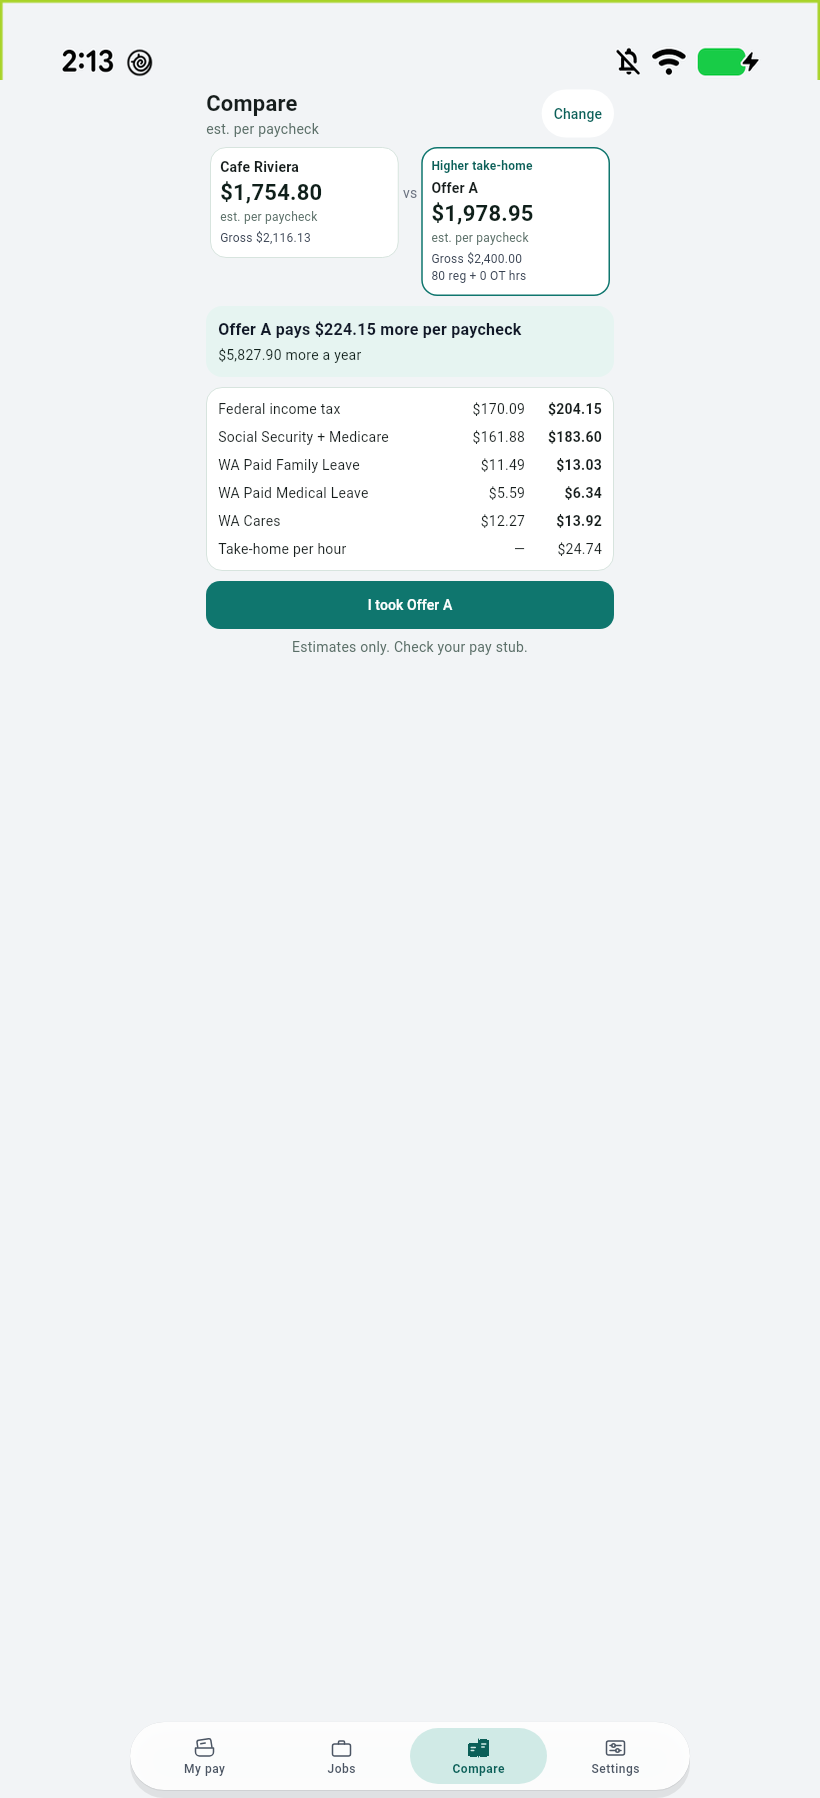 2:13
Compare
est. per paycheck
Change
Cafe Riviera
$1,754.80
est. per paycheck
Gross $2,116.13
vs
Higher take-home
Offer A
$1,978.95
est. per paycheck
Gross $2,400.00
80 reg + 0 OT hrs
Offer A pays $224.15 more per paycheck
$5,827.90 more a year
Federal income tax $170.09 $204.15
Social Security + Medicare $161.88 $183.60
WA Paid Family Leave $11.49 $13.03
WA Paid Medical Leave $5.59 $6.34
WA Cares $12.27 $13.92
Take-home per hour — $24.74
I took Offer A
Estimates only. Check your pay stub.
My pay Jobs Compare Settings